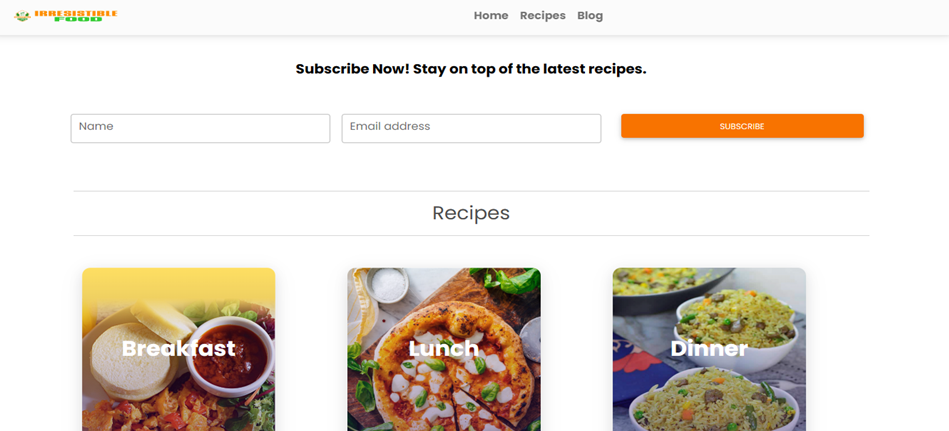 IRRESISTIBLE
FOOD
Home Recipes Blog
Subscribe Now! Stay on top of the latest recipes.
Name
Email address
SUBSCRIBE
Recipes
Breakfast
Lunch
Dinner